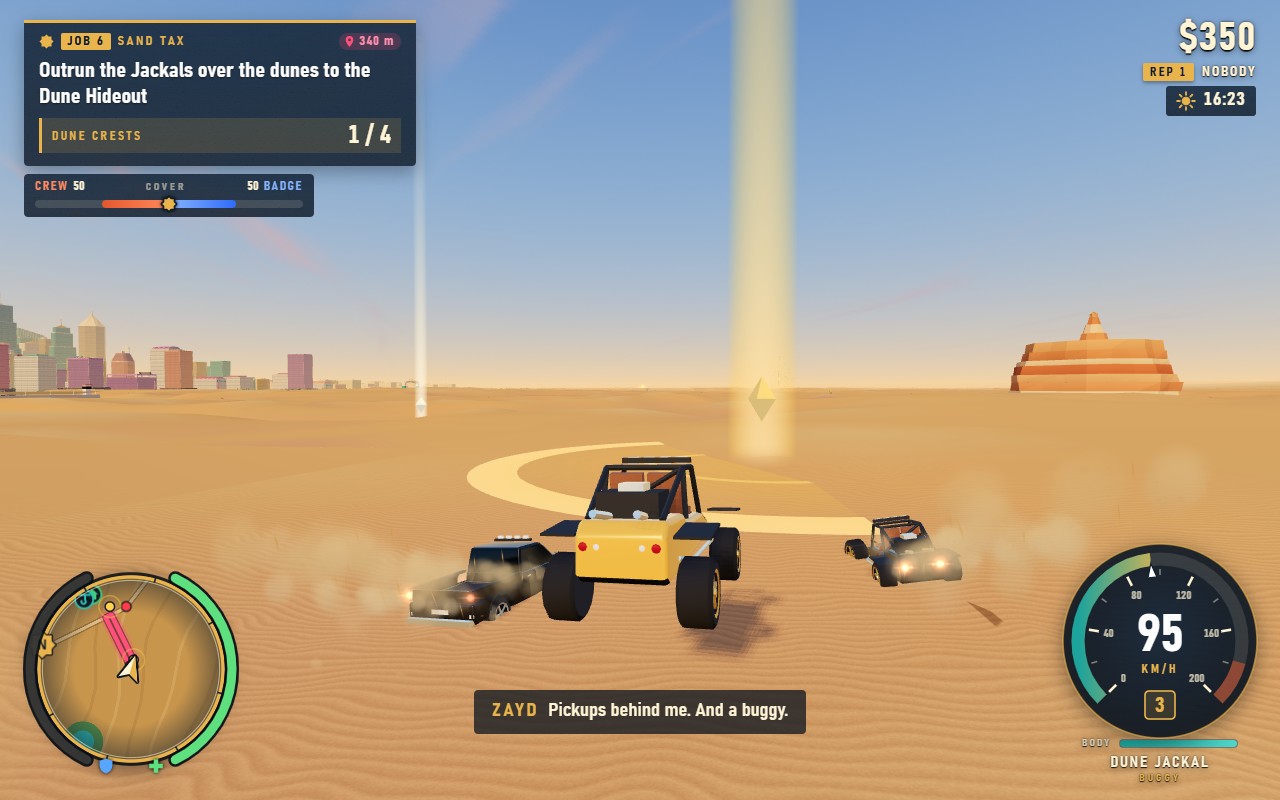 JOB 6 SAND TAX 340 m
Outrun the Jackals over the dunes to the
Dune Hideout
DUNE CRESTS 1 / 4
CREW 50 COVER 50 BADGE
$350
REP 1 NOBODY
16:23
ZAYD Pickups behind me. And a buggy.
80 120
40 160
0 200
95
KM/H
3
BODY
DUNE JACKAL
BUGGY